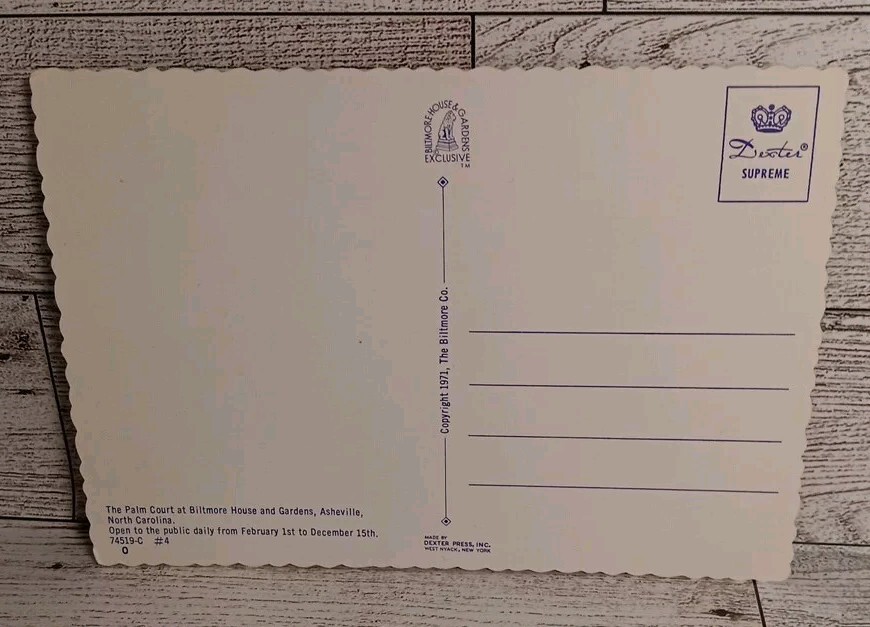 BILTMORE HOUSE & GARDENS
EXCLUSIVE
TM
Dexter®
SUPREME
Copyright 1971, The Biltmore Co.
The Palm Court at Biltmore House and Gardens, Asheville,
North Carolina.
Open to the public daily from February 1st to December 15th.
74519-C #4
O
MADE BY
DEXTER PRESS, INC.
WEST NYACK, NEW YORK